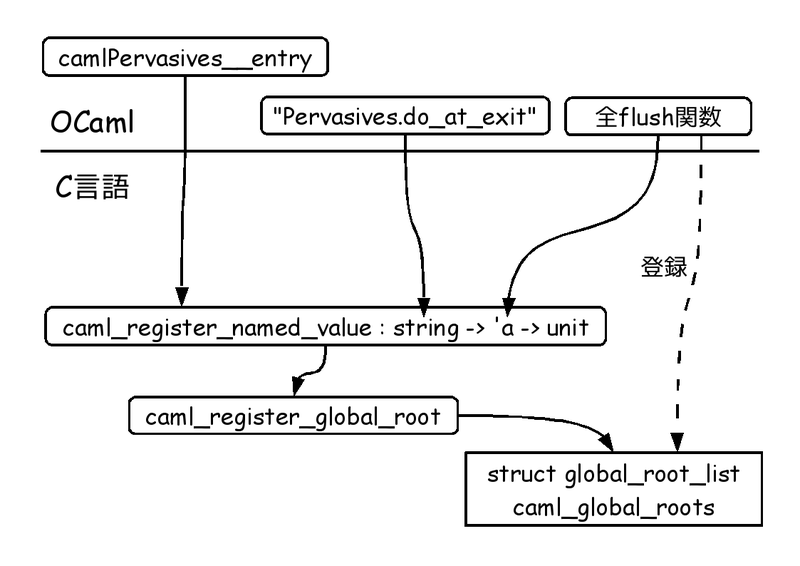 camlPervasives__entry
OCaml
"Pervasives.do_at_exit"
全flush関数
C言語
登録
caml_register_named_value : string -> 'a -> unit
caml_register_global_root
struct global_root_list
caml_global_roots